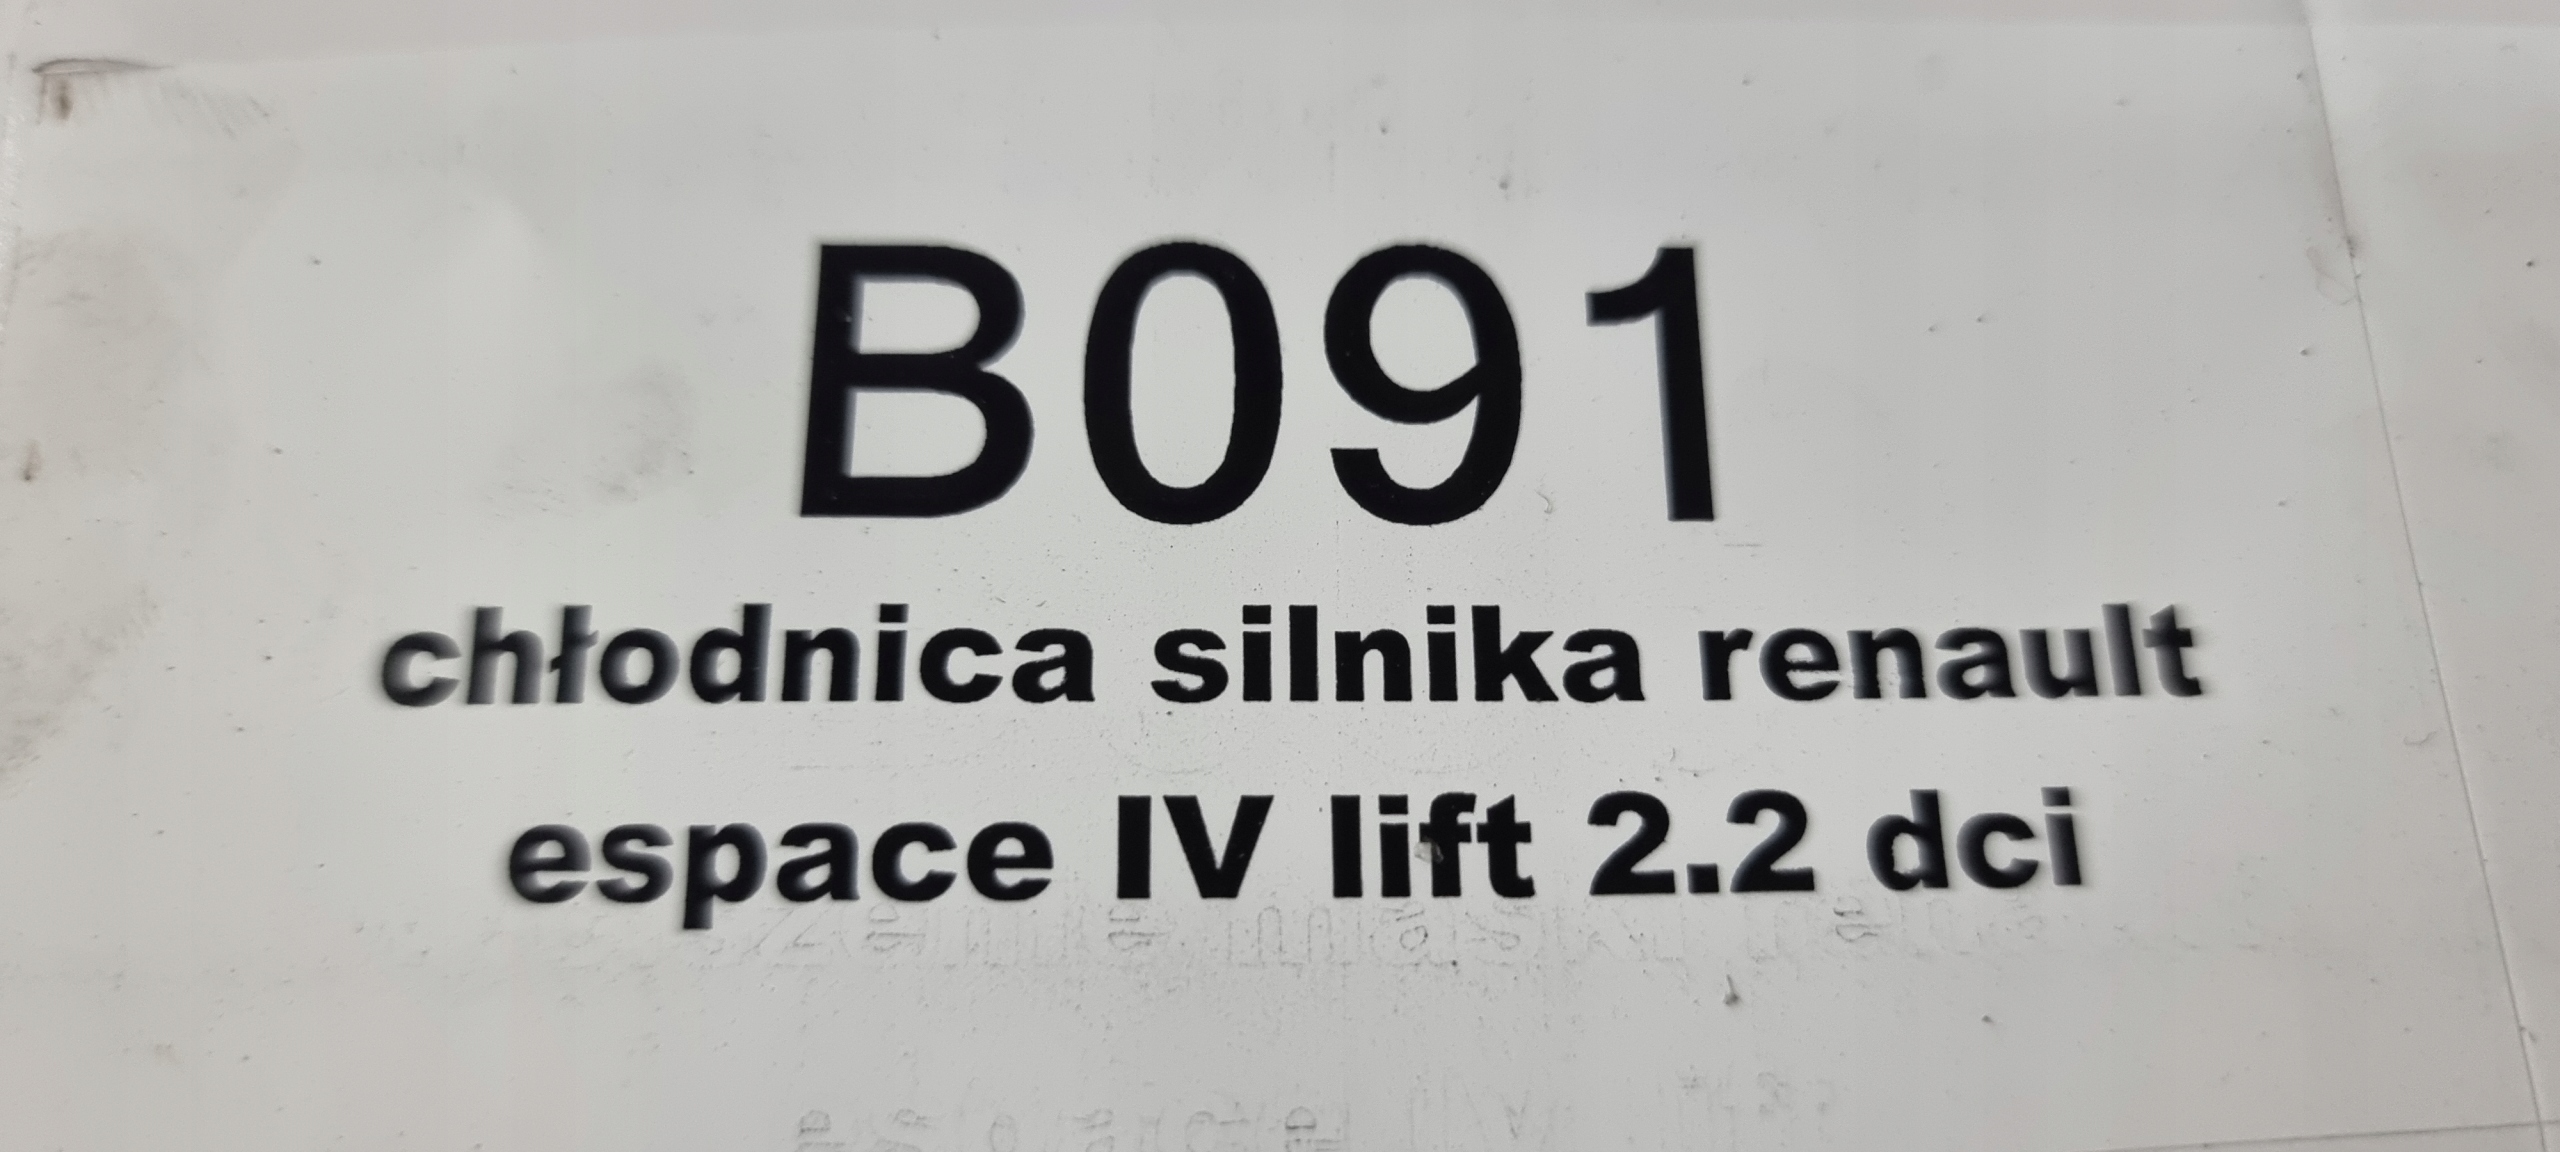 B091
chłodnica silnika renault
espace IV lift 2.2 dci